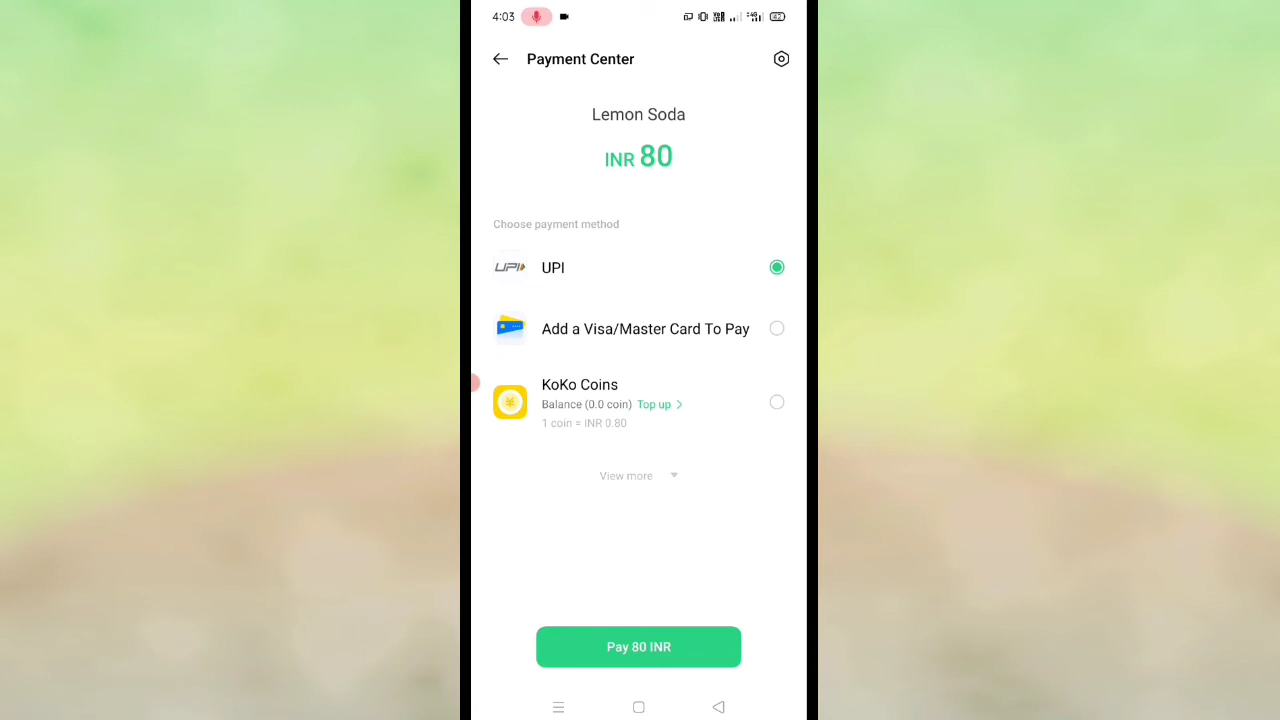 4:03
42
Payment Center
Lemon Soda
INR 80
Choose payment method
UPI
UPI
Add a Visa/Master Card To Pay
KoKo Coins
Balance (0.0 coin) Top up
1 coin = INR 0.80
View more
Pay 80 INR